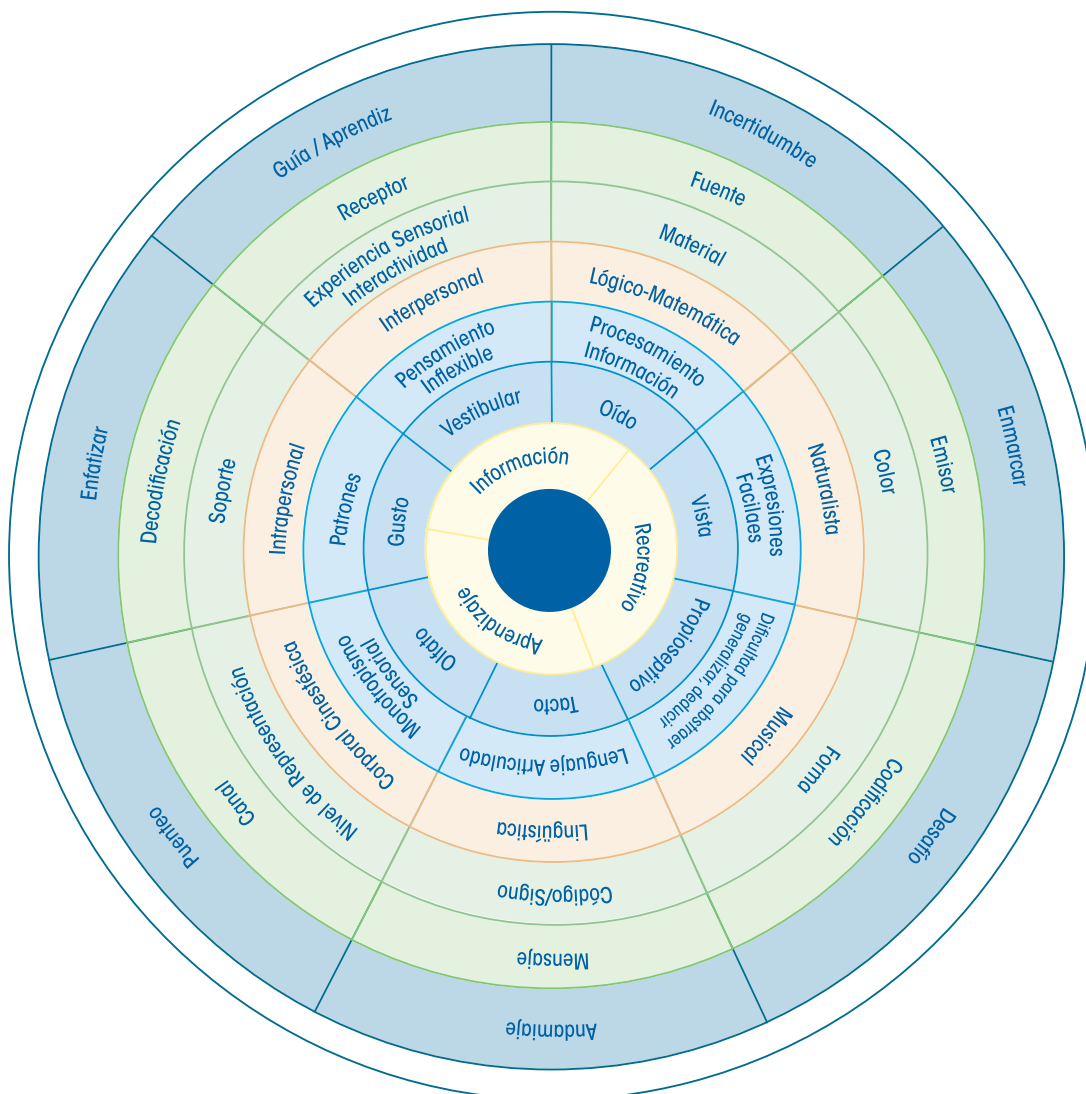 Incertidumbre
Enmarcar
Desafío
Andamiaje
Puenteo
Enfatizar
Guía / Aprendiz
Fuente
Emisor
Codificación
Mensaje
Canal
Decodificación
Receptor
Material
Color
Forma
Código/Signo
Nivel de Representación
Soporte
Experiencia Sensorial
Interactividad
Lógico-Matemática
Naturalista
Musical
Lingüística
Corporal Cinestésica
Intrapersonal
Interpersonal
Procesamiento
Información
Expresiones
Facilaes
Dificultad para abstraer
generalizar, deducir
Lenguaje Articulado
Monotropismo
Sensorial
Patrones
Pensamiento
Inflexible
Oído
Vista
Propioseptivo
Tacto
Olfato
Gusto
Vestibular
Información
Recreativo
Aprendizaje